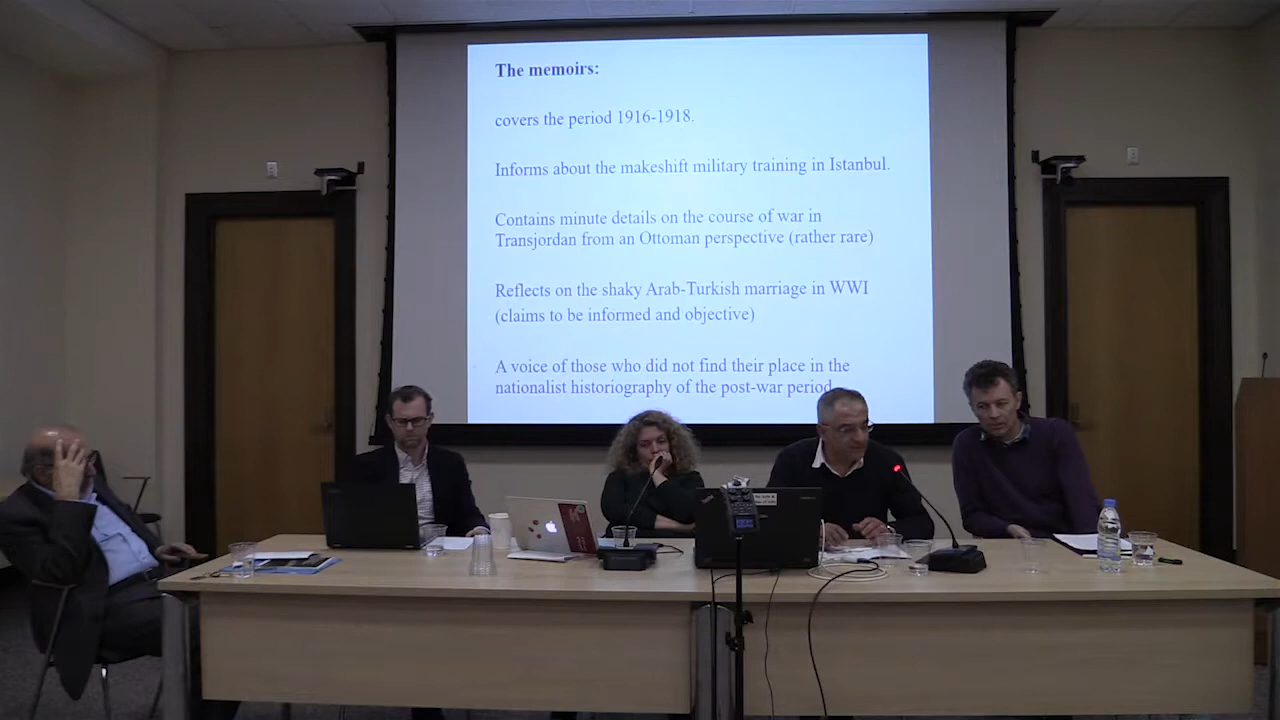 The memoirs:
covers the period 1916-1918.
Informs about the makeshift military training in Istanbul.
Contains minute details on the course of war in
Transjordan from an Ottoman perspective (rather rare)
Reflects on the shaky Arab-Turkish marriage in WWI
(claims to be informed and objective)
A voice of those who did not find their place in the
nationalist historiography of the post-war period